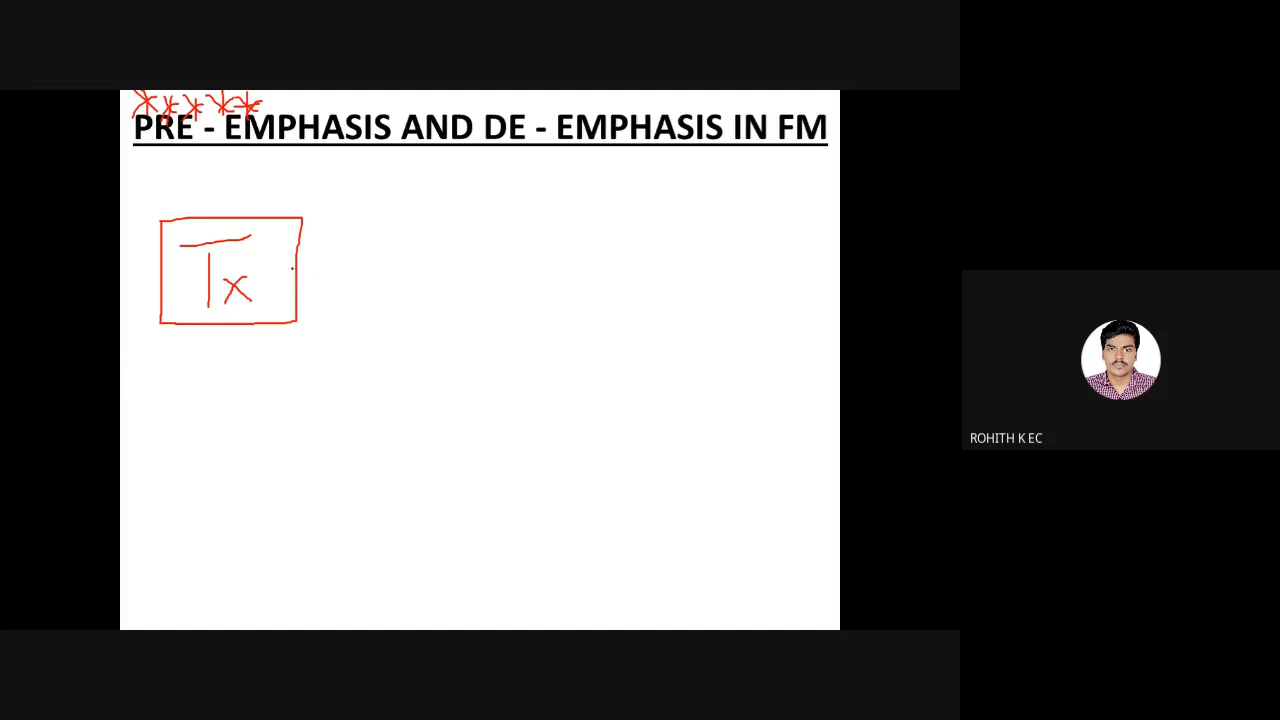 *****
PRE - EMPHASIS AND DE - EMPHASIS IN FM
Tx
ROHITH K EC